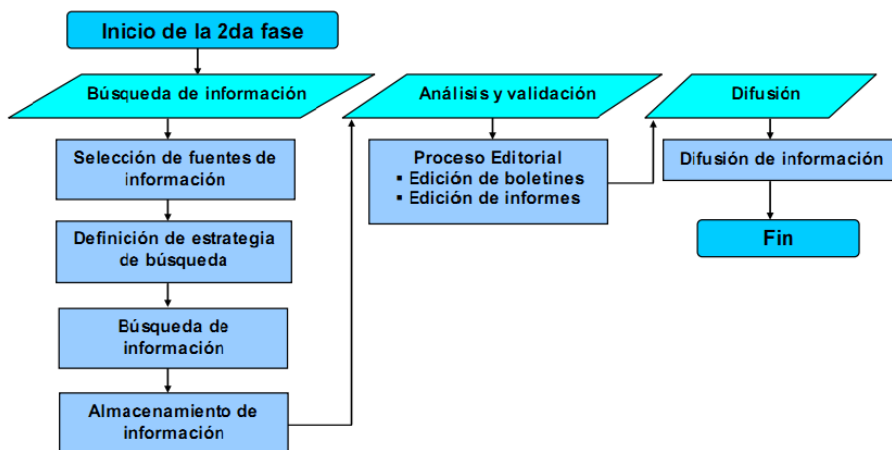 Inicio de la 2da fase
Búsqueda de información
Selección de fuentes de
información
Definición de estrategia
de búsqueda
Búsqueda de
información
Almacenamiento de
información
Análisis y validación
Proceso Editorial
▪ Edición de boletines
▪ Edición de informes
Difusión
Difusión de información
Fin